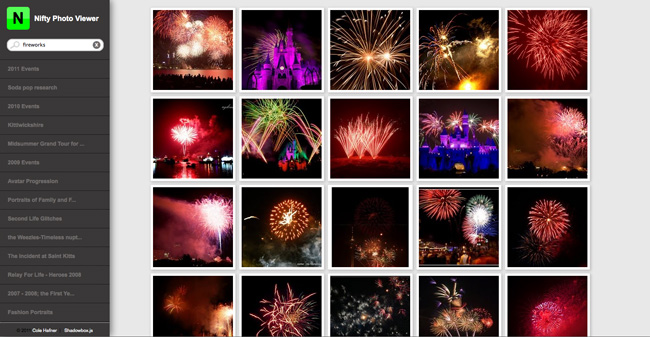 N
Nifty Photo Viewer
fireworks
2011 Events
Soda pop research
2010 Events
Kittiwickshire
Midsummer Grand Tour for ...
2008 Events
Avatar Progression
Portraits of Family and F...
Second Life Glitches
the Weezles-Timeless nupt...
The Incident at Saint Kitts
Relay For Life - Heroes 2008
2007 - 2008; the First Ye...
Fashion Portraits
Cole Hafner
Shadowbox.js